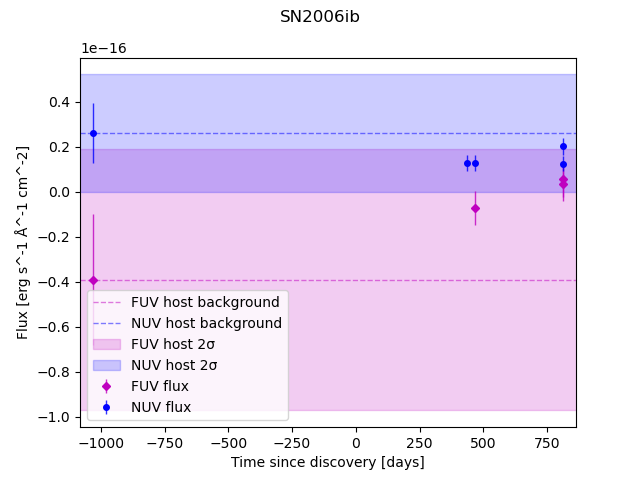 SN2006ib
1e−16
0.4
0.2
0.0
−0.2
−0.4
−0.6
−0.8
−1.0
Flux [erg s^-1 Å^-1 cm^-2]
FUV host background
NUV host background
FUV host 2σ
NUV host 2σ
FUV flux
NUV flux
−1000 −750 −500 −250 0 250 500 750
Time since discovery [days]